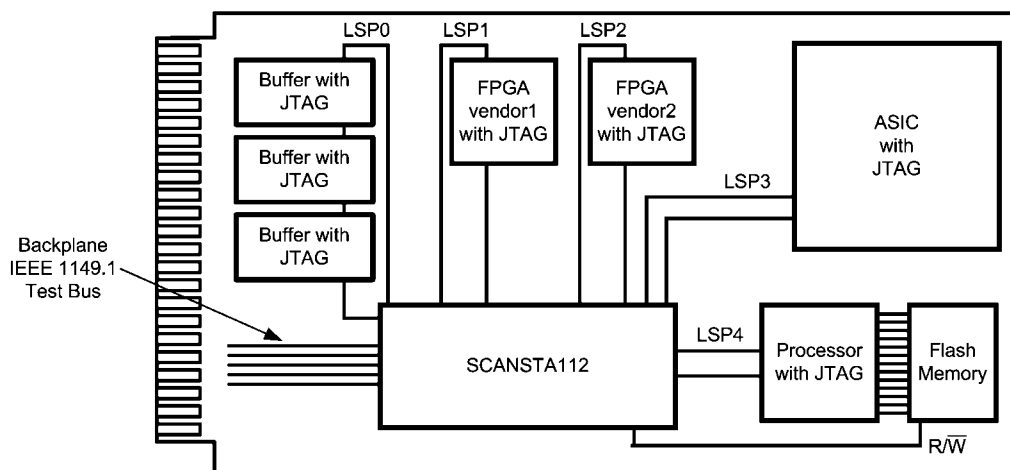 LSP0
LSP1
LSP2
Buffer with
JTAG
Buffer with
JTAG
Buffer with
JTAG
FPGA
vendor1
with JTAG
FPGA
vendor2
with JTAG
ASIC
with
JTAG
LSP3
Backplane
IEEE 1149.1
Test Bus
SCANSTA112
LSP4
Processor
with JTAG
Flash
Memory
R/W̅